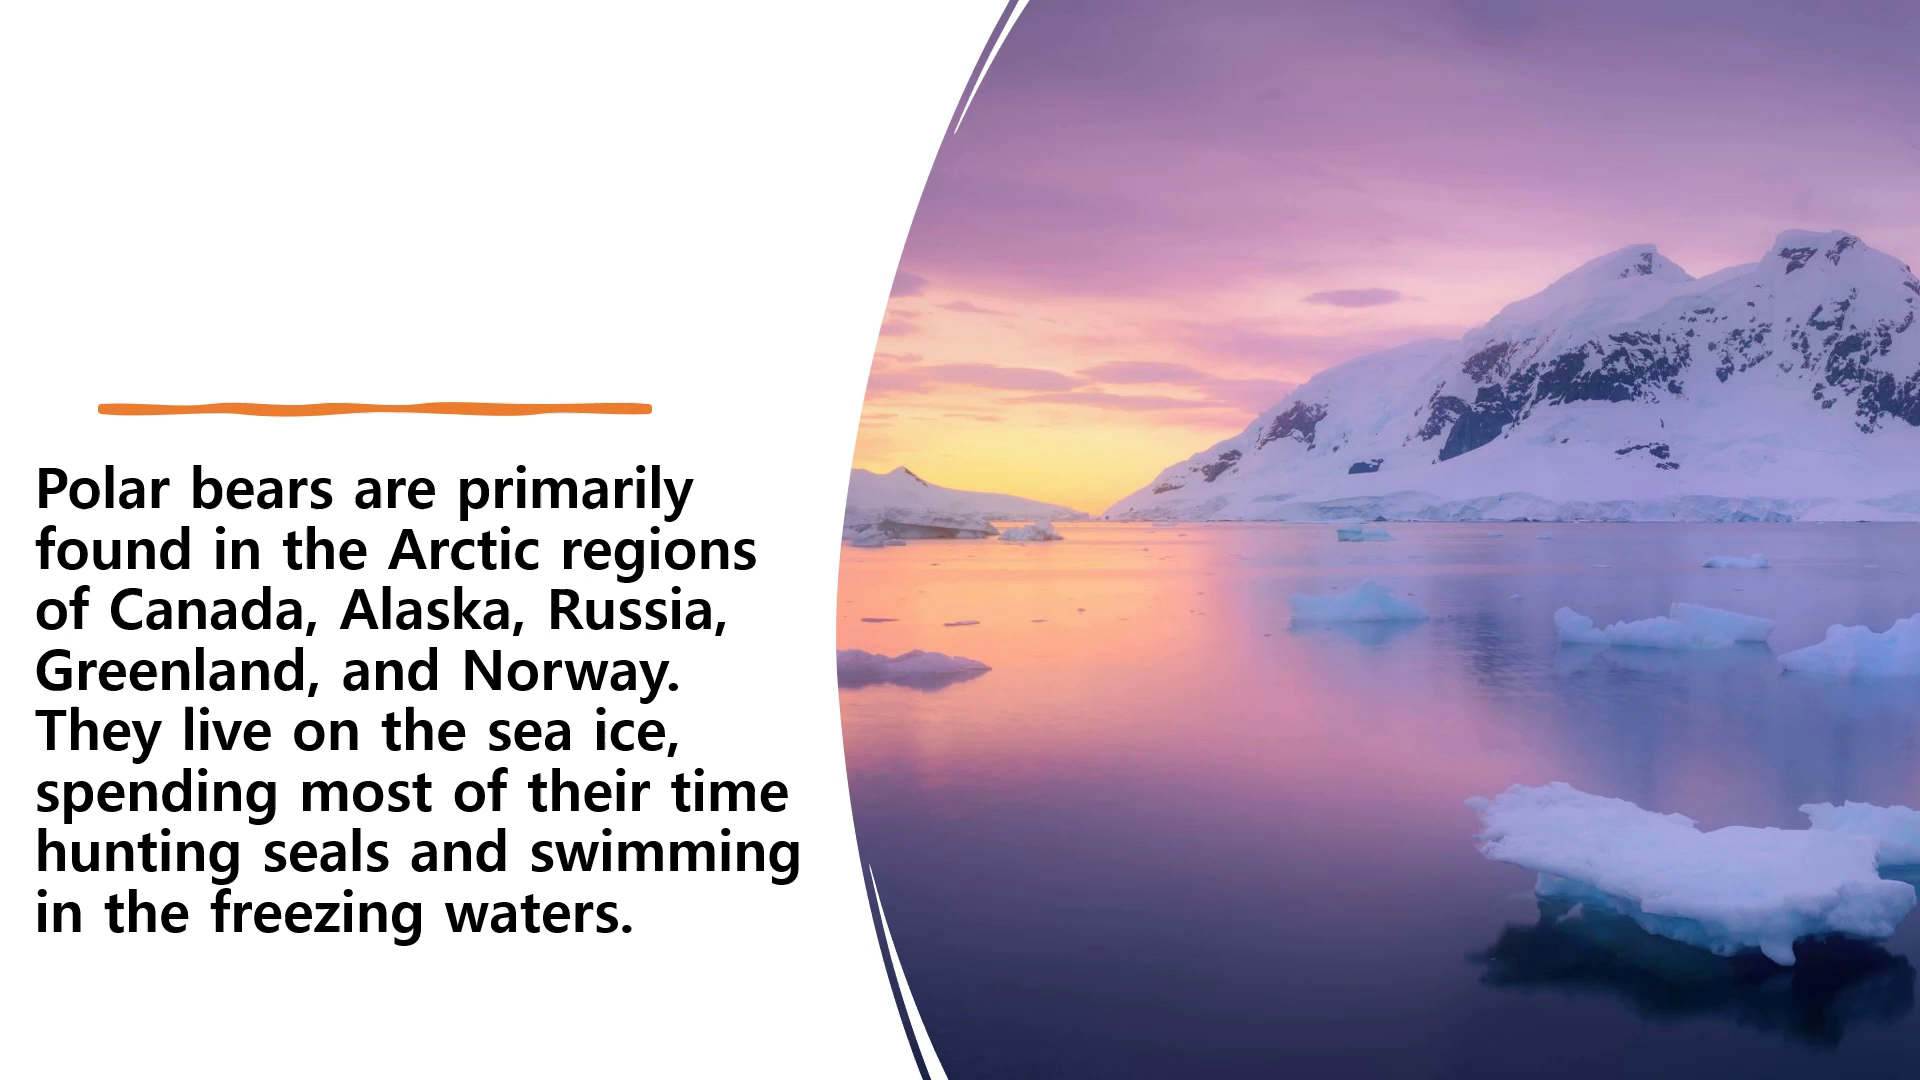 Polar bears are primarily
found in the Arctic regions
of Canada, Alaska, Russia,
Greenland, and Norway.
They live on the sea ice,
spending most of their time
hunting seals and swimming
in the freezing waters.